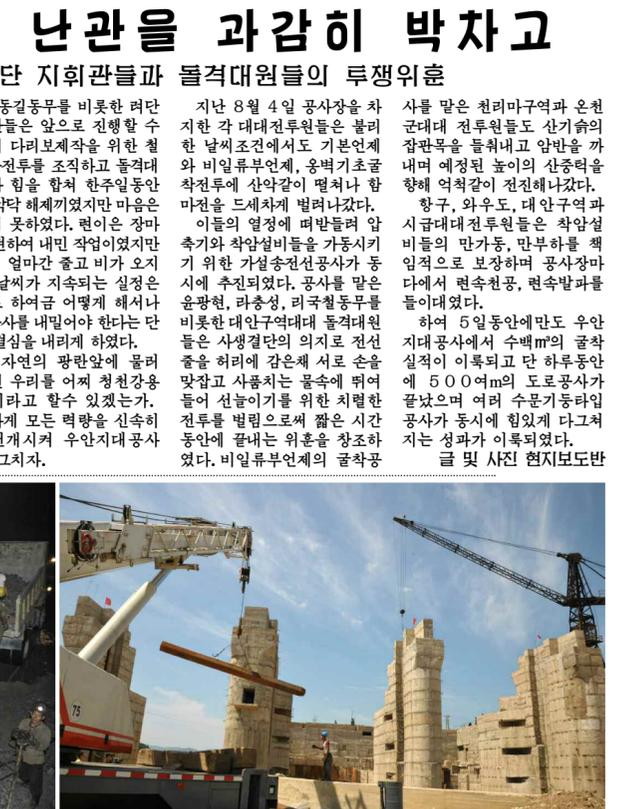 난관을 과감히 박차고
단 지휘관들과 돌격대원들의 투쟁위훈
동길동무를 비롯한 려단
들은 앞으로 진행할 수
다리보제작을 위한 철
전투를 조직하고 돌격대
힘을 합쳐 한주일동안
닥 해제끼였지만 마음은
못하였다. 련이은 장마
하여 내민 작업이였지만
얼마간 줄고 비가 오지
날씨가 지속되는 실정은
하여금 어떻게 해서나
사를 내밀어야 한다는 단
결심을 내리게 하였다.
자연의 광란앞에 물러
우리를 어찌 청천강용
라고 할수 있겠는가.
게 모든 력량을 신속히
개시켜 우안지대공사
그치자.
지난 8월 4일 공사장을 차
지한 각 대대전투원들은 불리
한 날씨조건에서도 기본언제
와 비일류부언제, 옹벽기초굴
착전투에 산악같이 떨쳐나 함
마전을 드세차게 벌려나갔다.
이들의 열정에 떠받들려 압
축기와 착암설비들을 가동시키
기 위한 가설송전선공사가 동
시에 추진되였다. 공사를 맡은
윤광현, 라충성, 리국철동무를
비롯한 대안구역대대 돌격대원
들은 사생결단의 의지로 전선
줄을 허리에 감은채 서로 손을
맞잡고 사품치는 물속에 뛰여
들어 선늘이기를 위한 치렬한
전투를 벌림으로써 짧은 시간
동안에 끝내는 위훈을 창조하
였다. 비일류부언제의 굴착공
사를 맡은 천리마구역과 온천
군대대 전투원들도 산기슭의
잡관목을 들춰내고 암반을 까
내며 예정된 높이의 산중턱을
향해 억척같이 전진해나갔다.
항구, 와우도, 대안구역과
시급대대전투원들은 착암설
비들의 만가동, 만부하를 책
임적으로 보장하며 공사장마
다에서 련속천공, 련속발파를
들이대였다.
하여 5일동안에만도 우안
지대공사에서 수백㎥의 굴착
실적이 이룩되고 단 하루동안
에 500여m의 도로공사가
끝났으며 여러 수문기둥타입
공사가 동시에 힘있게 다그쳐
지는 성과가 이룩되였다.
글 및 사진 현지보도반
75